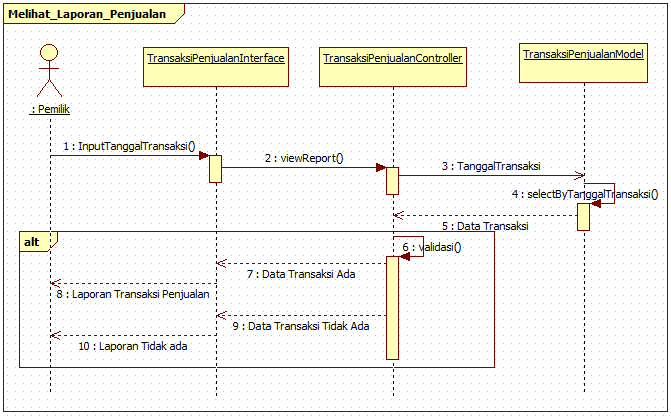 Melihat_Laporan_Penjualan
TransaksiPenjualanInterface
TransaksiPenjualanController
TransaksiPenjualanModel
: Pemilik
1 : InputTanggalTransaksi()
2 : viewReport()
3 : TanggalTransaksi
4 : selectByTanggalTransaksi()
5 : Data Transaksi
alt
6 : validasi()
7 : Data Transaksi Ada
8 : Laporan Transaksi Penjualan
9 : Data Transaksi Tidak Ada
10 : Laporan Tidak ada